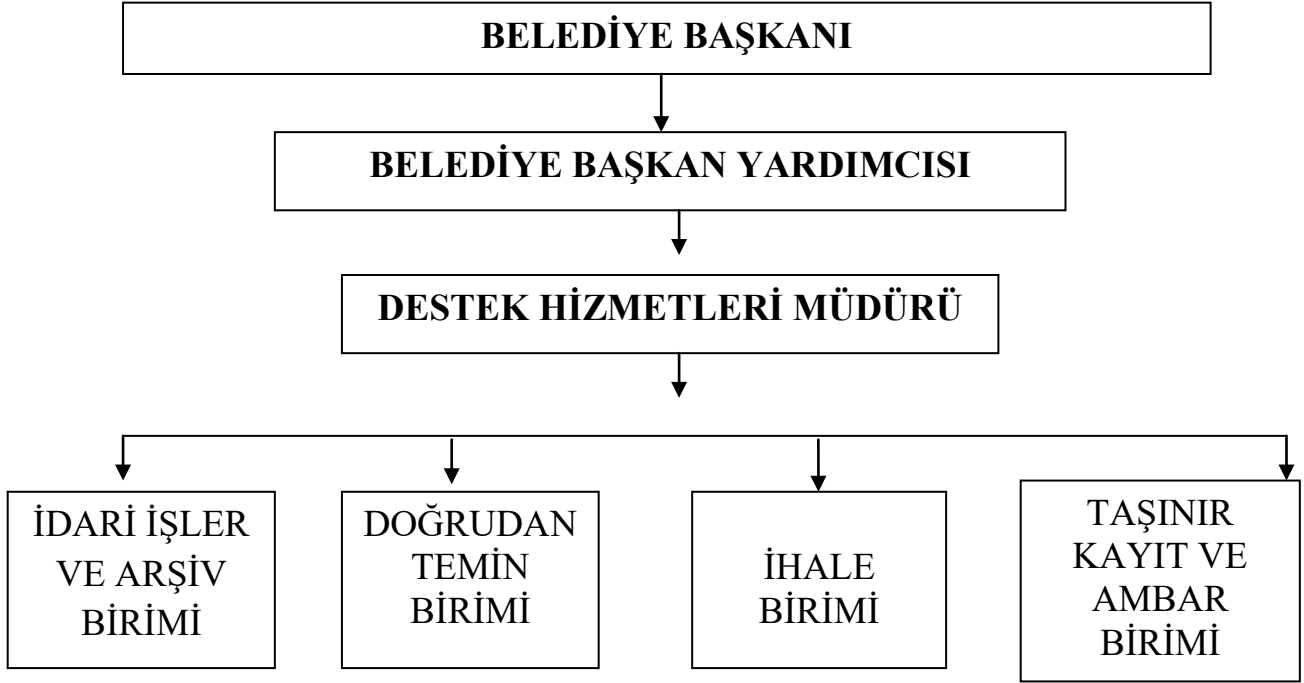 BELEDİYE BAŞKANI
BELEDİYE BAŞKAN YARDIMCISI
DESTEK HİZMETLERİ MÜDÜRÜ
İDARİ İŞLER
VE ARŞİV
BİRİMİ
DOĞRUDAN
TEMİN
BİRİMİ
İHALE
BİRİMİ
TAŞINIR
KAYIT VE
AMBAR
BİRİMİ